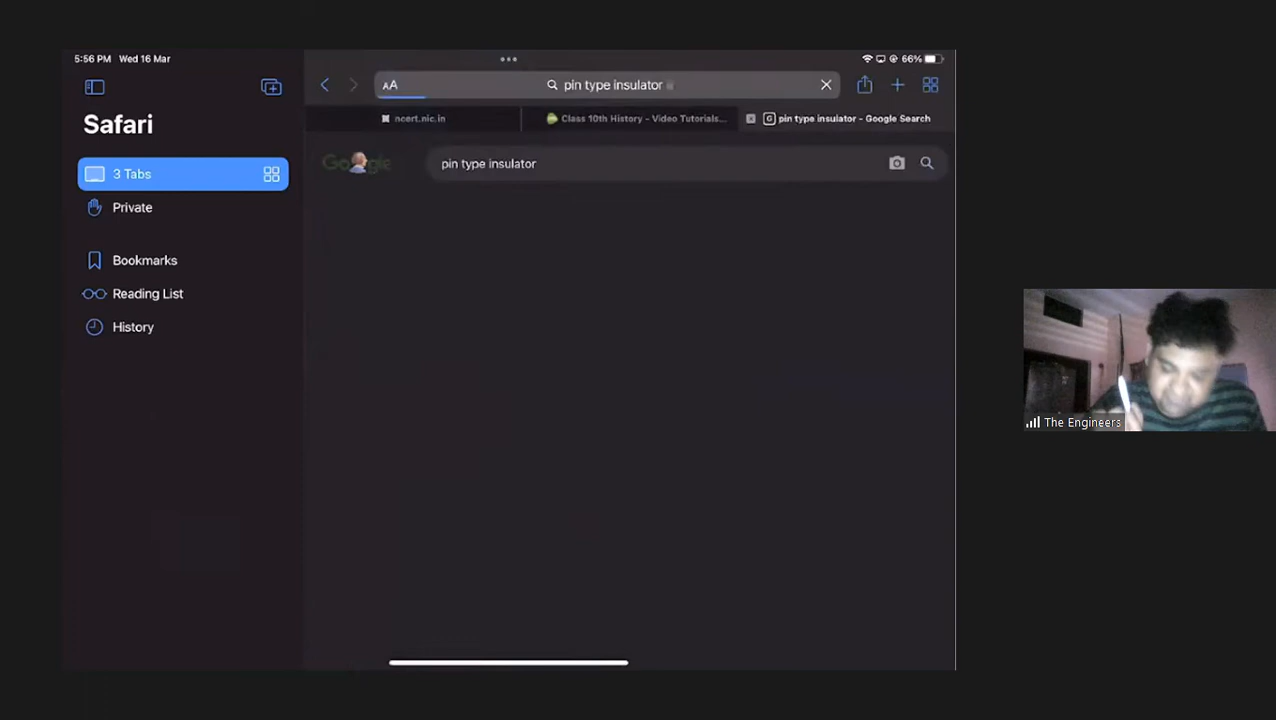 5:56 PM Wed 16 Mar
66%
Safari
3 Tabs
Private
Bookmarks
Reading List
History
AA
pin type insulator
ncert.nic.in
Class 10th History - Video Tutorials...
G pin type insulator - Google Search
Google
pin type insulator
The Engineers